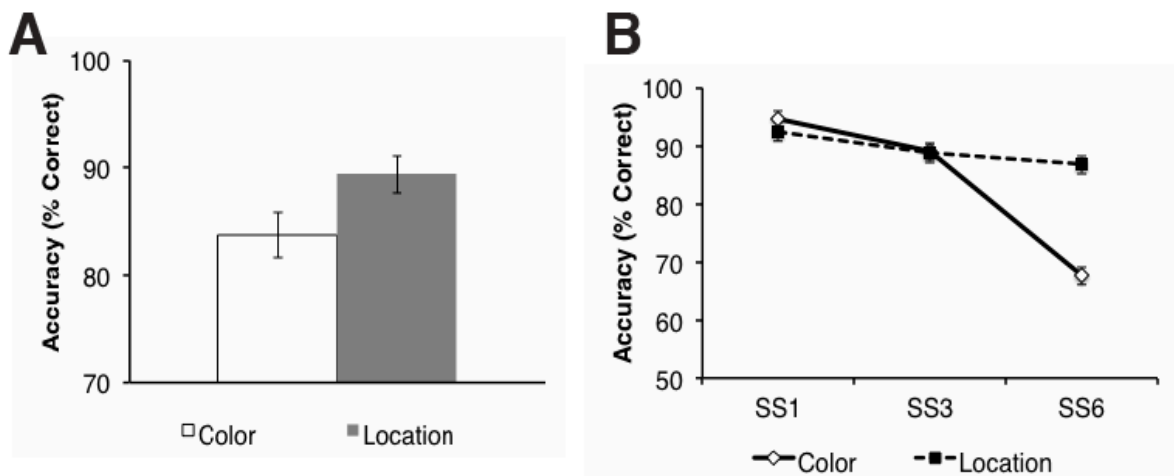 A
Accuracy (% Correct)
100
90
80
70
Color Location
B
Accuracy (% Correct)
100
90
80
70
60
50
SS1 SS3 SS6
Color Location